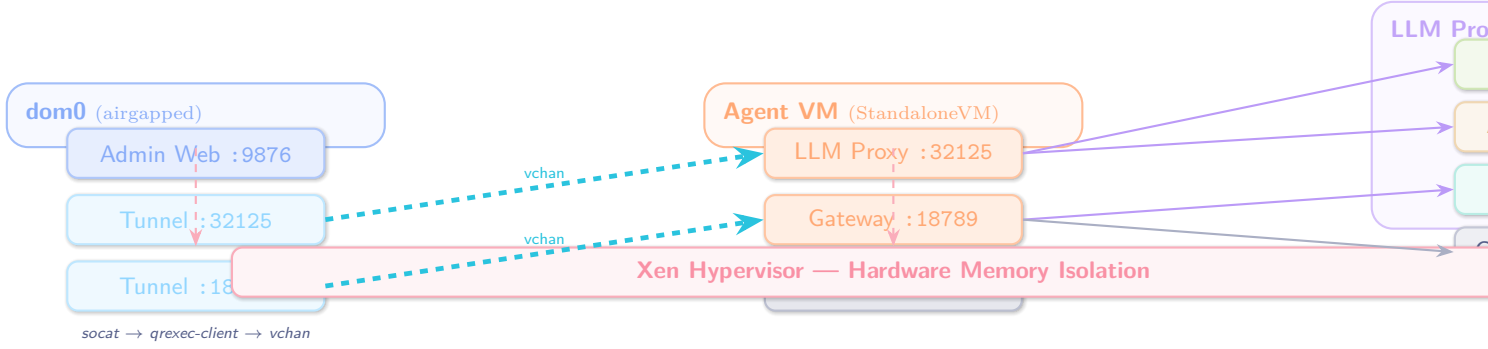 LLM Pro
dom0 (airgapped)
Agent VM (StandaloneVM)
Admin Web :9876
LLM Proxy :32125
vchan
Tunnel :32125
Gateway :18789
vchan
Xen Hypervisor — Hardware Memory Isolation
Tunnel :18
socat → qrexec-client → vchan